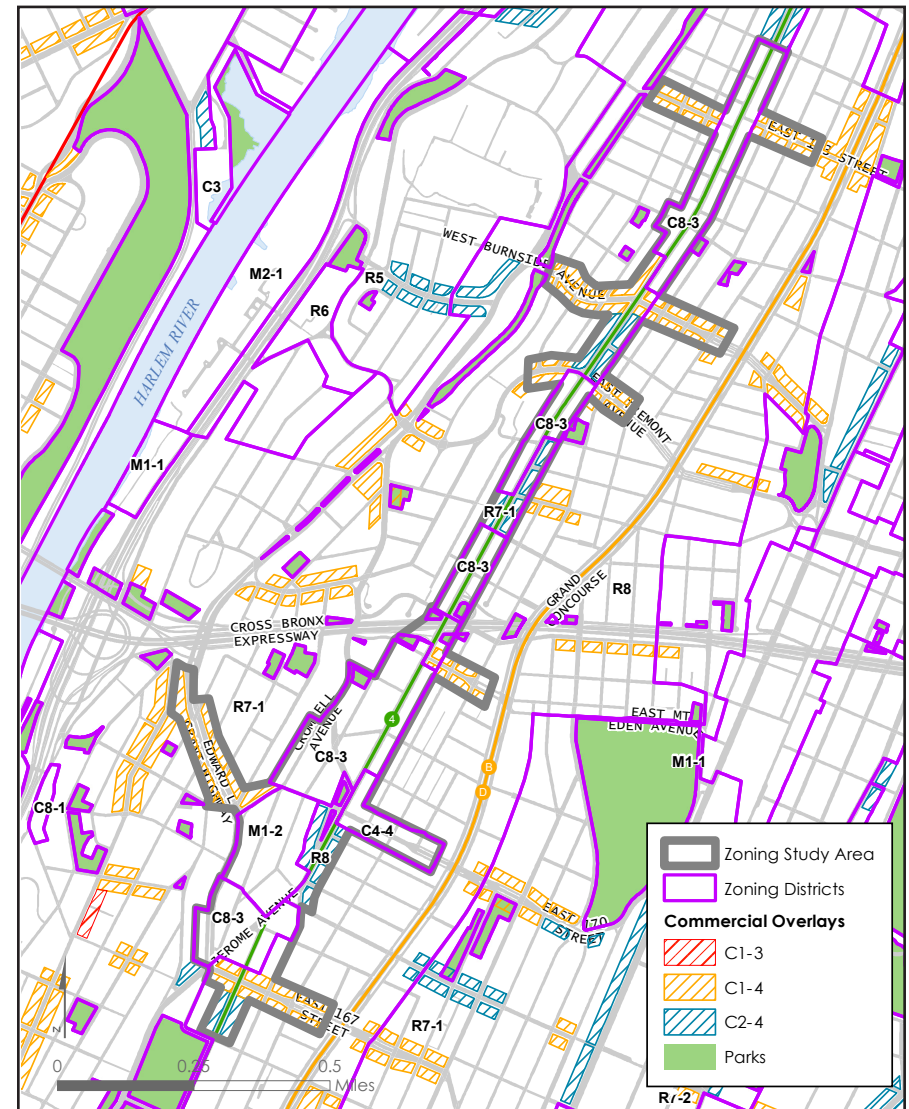 EAST
STREET
C3
C8-3
WEST BURNSIDE AVENUE
M2-1
R5
R6
HARLEM RIVER
EAST TREMONT
AVENUE
C8-3
M1-1
R7-1
C8-3
GRAND
CONCOURSE
R8
CROSS BRONX
EXPRESSWAY
R7-1
CROMWELL
AVENUE
4
EAST MT
EDEN AVENUE
C8-3
M1-1
EDWARD L
GRANT HIGHWAY
B
D
C8-1
M1-2
C4-4
R8
C8-3
JEROME AVENUE
EAST 170
STREET
EAST 167
STREET
R7-1
R7-2
Zoning Study Area
Zoning Districts
Commercial Overlays
C1-3
C1-4
C2-4
Parks
N
0 0.25 0.5
Miles